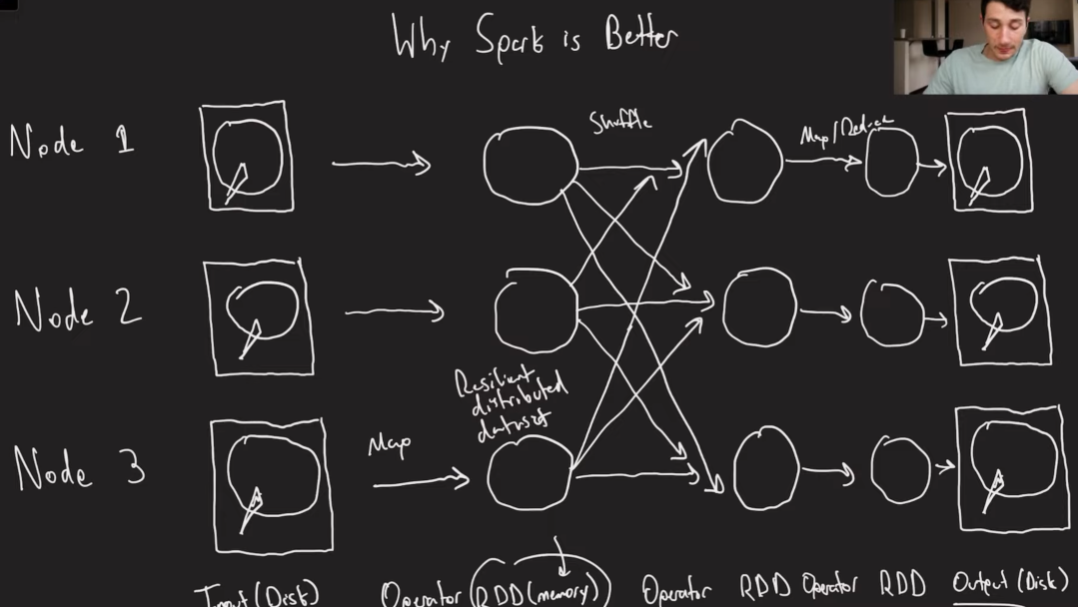 Why Spark is Better
Shuffle
Map/Reduce
Node 1
Node 2
Resilient
distributed
dataset
Map
Node 3
Input (Disk)
Operator
RDD (memory)
Operator
RDD
Operator
RDD
Output (Disk)